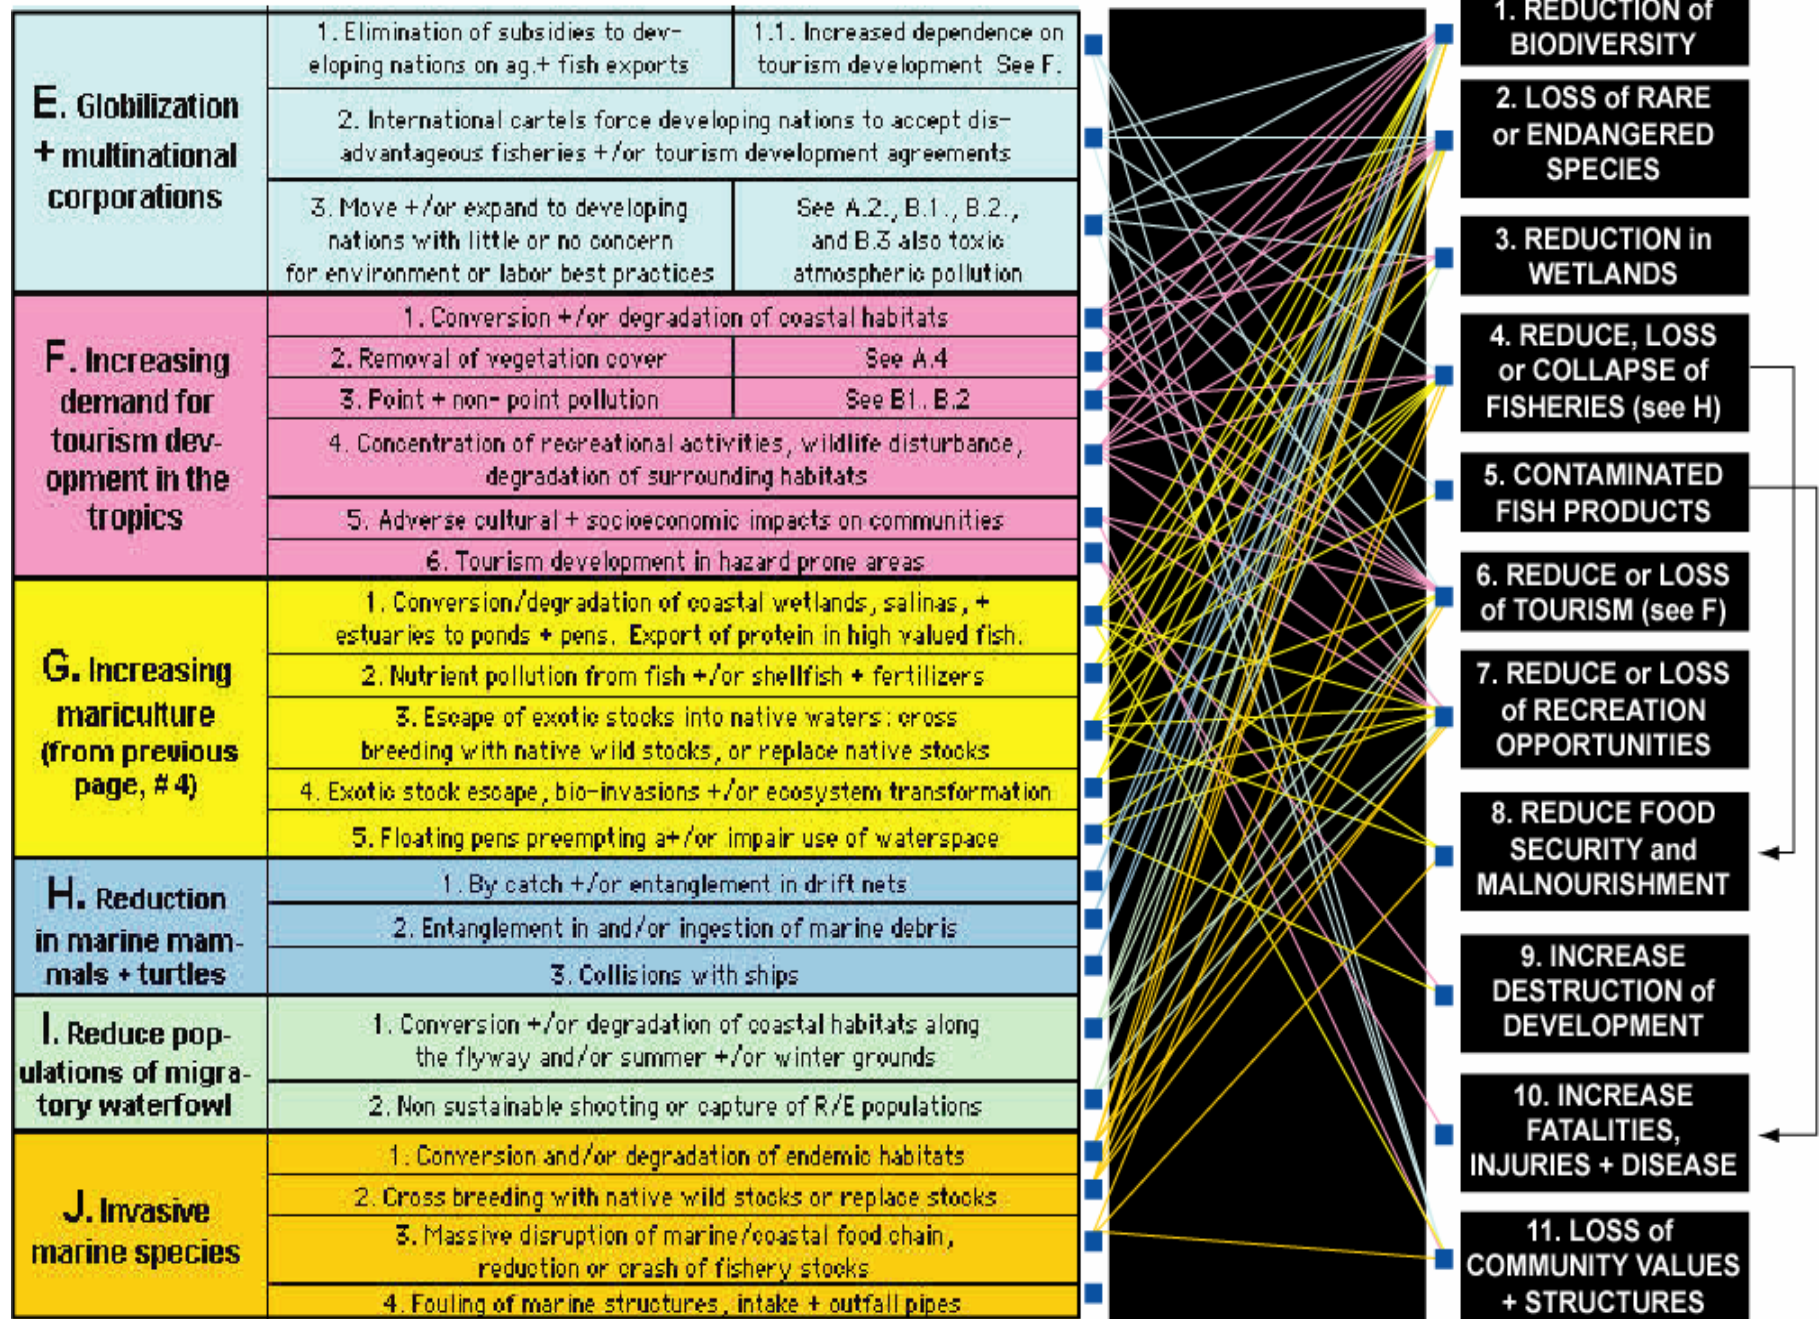 E. Globilization
+ multinational
corporations
1. Elimination of subsidies to dev-
eloping nations on ag.+ fish exports
1.1. Increased dependence on
tourism development See F.
2. International cartels force developing nations to accept dis-
advantageous fisheries +/or tourism development agreements
3. Move +/or expand to developing
nations with little or no concern
for environment or labor best practices
See A.2., B.1., B.2.,
and B.3 also toxic
atmospheric pollution
F. Increasing
demand for
tourism dev-
opment in the
tropics
1. Conversion +/or degradation of coastal habitats
2. Removal of vegetation cover
See A.4
3. Point + non- point pollution
See B1. B.2
4. Concentration of recreational activities, wildlife disturbance,
degradation of surrounding habitats
5. Adverse cultural + socioeconomic impacts on communities
6. Tourism development in hazard prone areas
G. Increasing
mariculture
(from previous
page, # 4)
1. Conversion/degradation of coastal wetlands, salinas, +
estuaries to ponds + pens. Export of protein in high valued fish.
2. Nutrient pollution from fish +/or shellfish + fertilizers
3. Escape of exotic stocks into native waters: cross
breeding with native wild stocks, or replace native stocks
4. Exotic stock escape, bio-invasions +/or ecosystem transformation
5. Floating pens preempting a+/or impair use of waterspace
H. Reduction
in marine mam-
mals + turtles
1. By catch +/or entanglement in drift nets
2. Entanglement in and/or ingestion of marine debris
3. Collisions with ships
I. Reduce pop-
ulations of migra-
tory waterfowl
1. Conversion +/or degradation of coastal habitats along
the flyway and/or summer +/or winter grounds
2. Non sustainable shooting or capture of R/E populations
J. Invasive
marine species
1. Conversion and/or degradation of endemic habitats
2. Cross breeding with native wild stocks or replace stocks
3. Massive disruption of marine/coastal food chain,
reduction or crash of fishery stocks
4. Fouling of marine structures, intake + outfall pipes
1. REDUCTION of
BIODIVERSITY
2. LOSS of RARE
or ENDANGERED
SPECIES
3. REDUCTION in
WETLANDS
4. REDUCE, LOSS
or COLLAPSE of
FISHERIES (see H)
5. CONTAMINATED
FISH PRODUCTS
6. REDUCE or LOSS
of TOURISM (see F)
7. REDUCE or LOSS
of RECREATION
OPPORTUNITIES
8. REDUCE FOOD
SECURITY and
MALNOURISHMENT
9. INCREASE
DESTRUCTION of
DEVELOPMENT
10. INCREASE
FATALITIES,
INJURIES + DISEASE
11. LOSS of
COMMUNITY VALUES
+ STRUCTURES